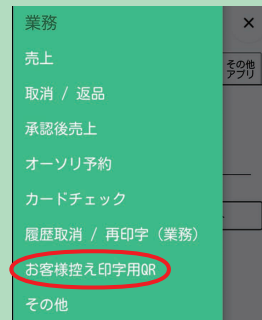 業務
×
売上
その他
アプリ
取消 / 返品
承認後売上
オーソリ予約
カードチェック
履歴取消 / 再印字（業務）
お客様控え印字用QR
その他